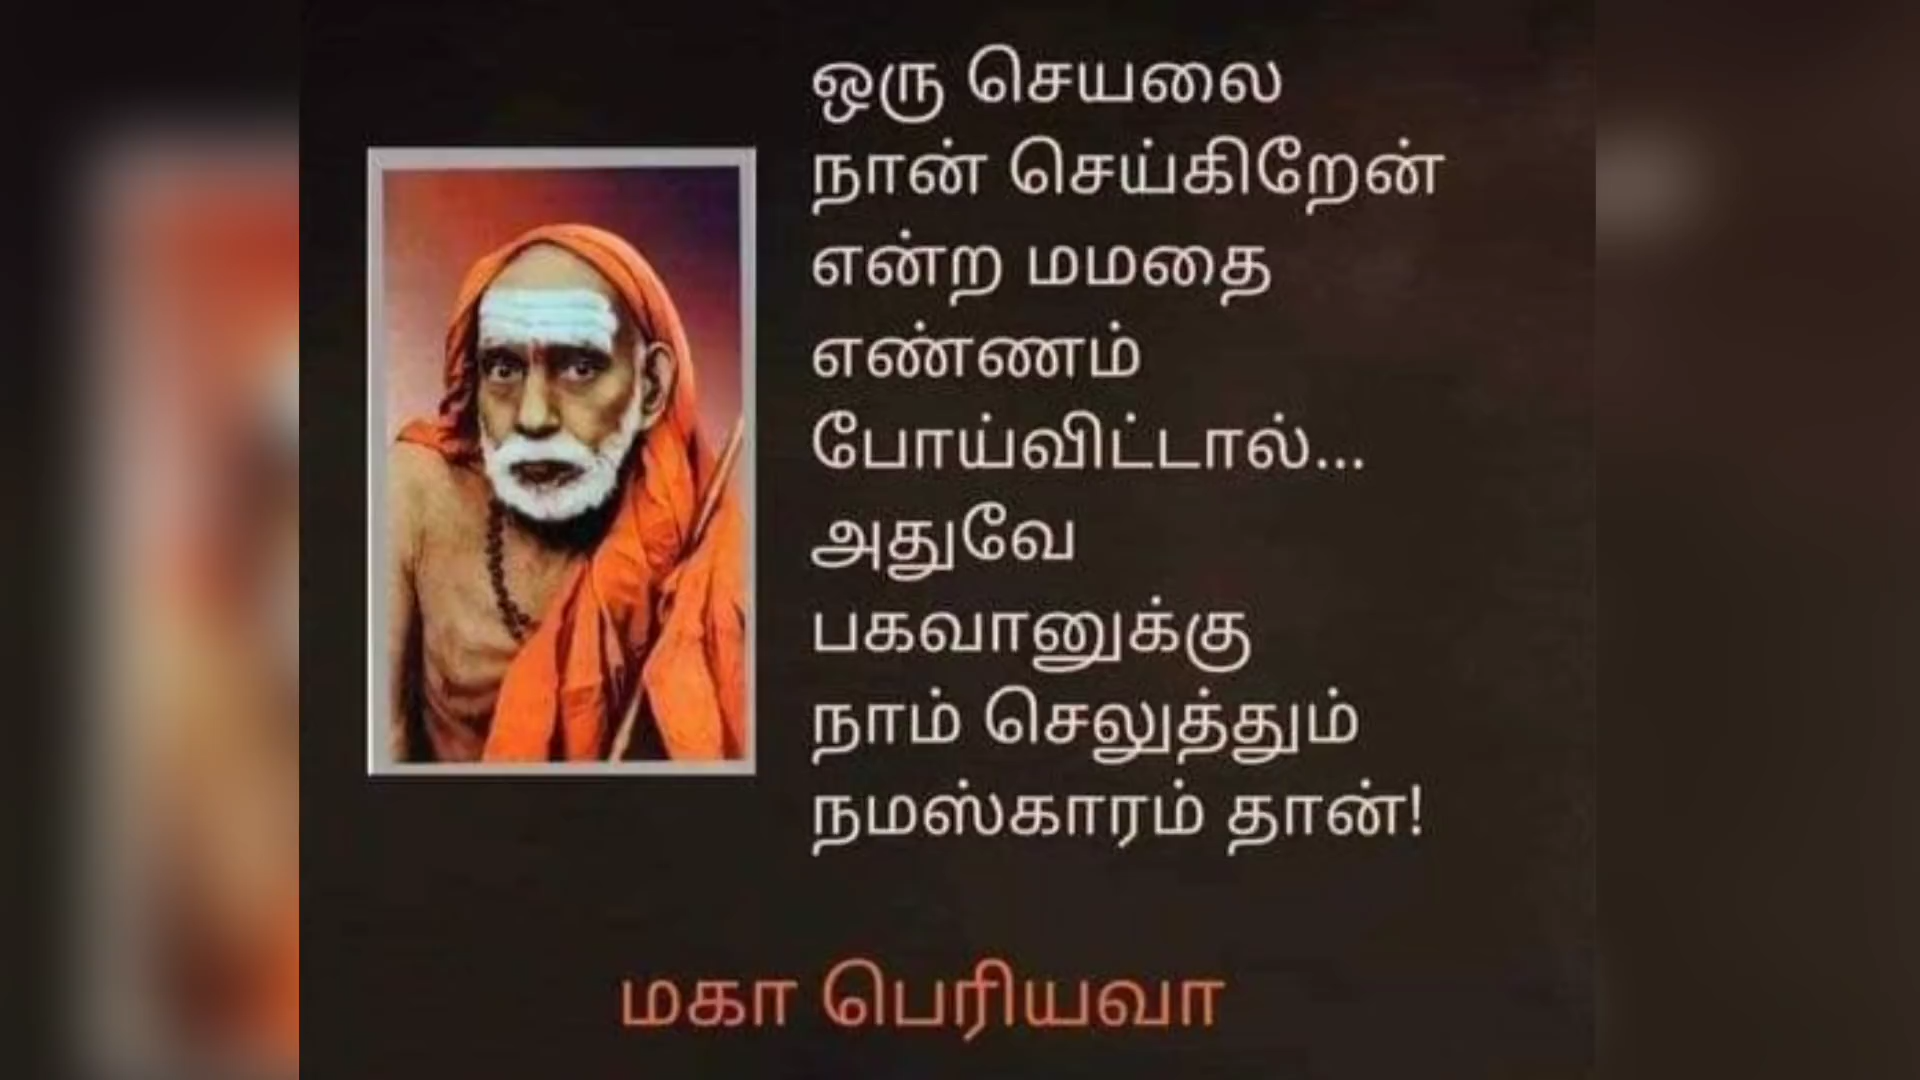 ஒரு செயலை
நான் செய்கிறேன்
என்ற மமதை
எண்ணம்
போய்விட்டால்...
அதுவே
பகவானுக்கு
நாம் செலுத்தும்
நமஸ்காரம் தான்!
மகா பெரியவா